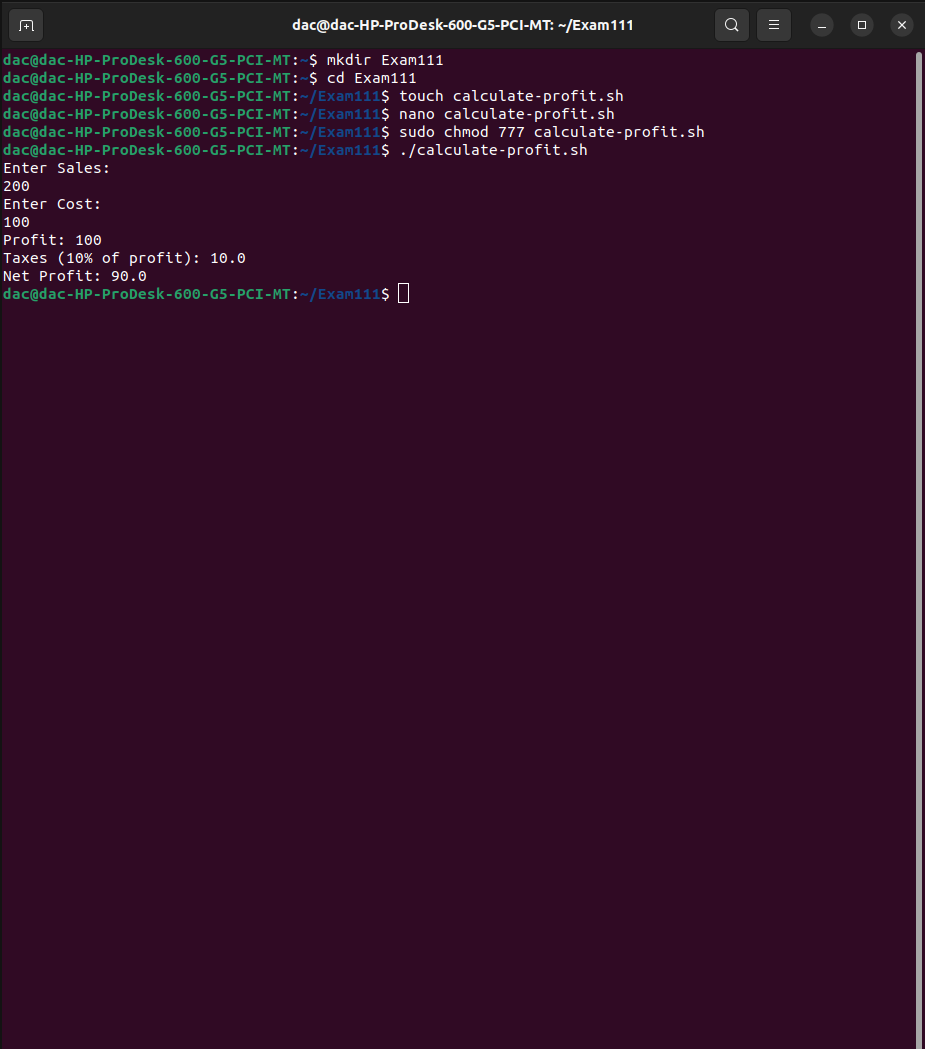 dac@dac-HP-ProDesk-600-G5-PCI-MT: ~/Exam111
dac@dac-HP-ProDesk-600-G5-PCI-MT:~$ mkdir Exam111
dac@dac-HP-ProDesk-600-G5-PCI-MT:~$ cd Exam111
dac@dac-HP-ProDesk-600-G5-PCI-MT:~/Exam111$ touch calculate-profit.sh
dac@dac-HP-ProDesk-600-G5-PCI-MT:~/Exam111$ nano calculate-profit.sh
dac@dac-HP-ProDesk-600-G5-PCI-MT:~/Exam111$ sudo chmod 777 calculate-profit.sh
dac@dac-HP-ProDesk-600-G5-PCI-MT:~/Exam111$ ./calculate-profit.sh
Enter Sales:
200
Enter Cost:
100
Profit: 100
Taxes (10% of profit): 10.0
Net Profit: 90.0
dac@dac-HP-ProDesk-600-G5-PCI-MT:~/Exam111$